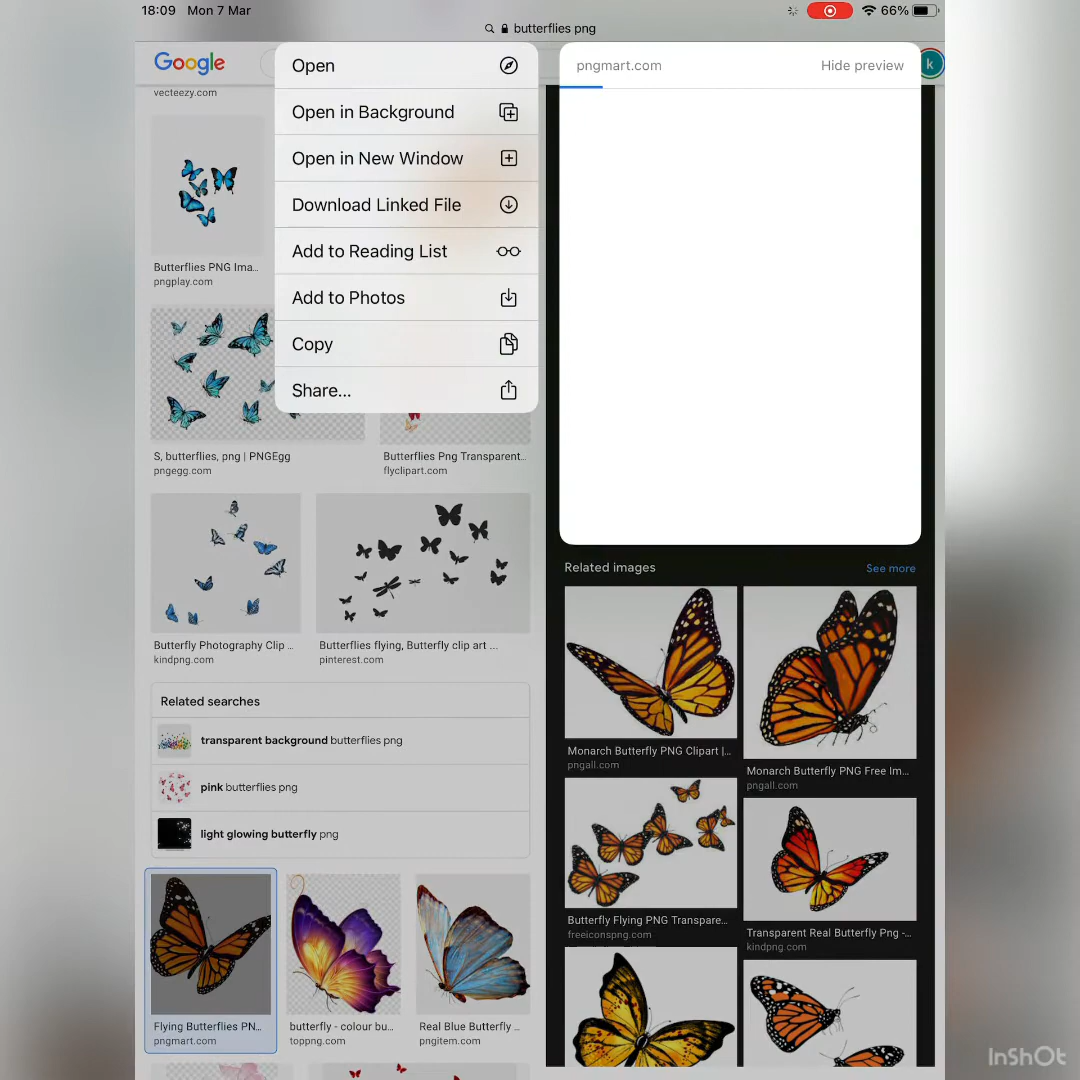 18:09 Mon 7 Mar
66%
butterflies png
Google
k
vecteezy.com
Open
Open in Background
Open in New Window
Download Linked File
Add to Reading List
Add to Photos
Copy
Share...
pngmart.com
Hide preview
Butterflies PNG Ima...
pngplay.com
S, butterflies, png | PNGEgg
pngegg.com
Butterflies Png Transparent...
flyclipart.com
Butterfly Photography Clip ...
kindpng.com
Butterflies flying, Butterfly clip art ...
pinterest.com
Related searches
transparent background butterflies png
pink butterflies png
light glowing butterfly png
Flying Butterflies PN...
pngmart.com
butterfly - colour bu...
toppng.com
Real Blue Butterfly ...
pngitem.com
Related images
See more
Monarch Butterfly PNG Clipart |...
pngall.com
Monarch Butterfly PNG Free Im...
pngall.com
Butterfly Flying PNG Transpare...
freeiconspng.com
Transparent Real Butterfly Png -...
kindpng.com
InShOt